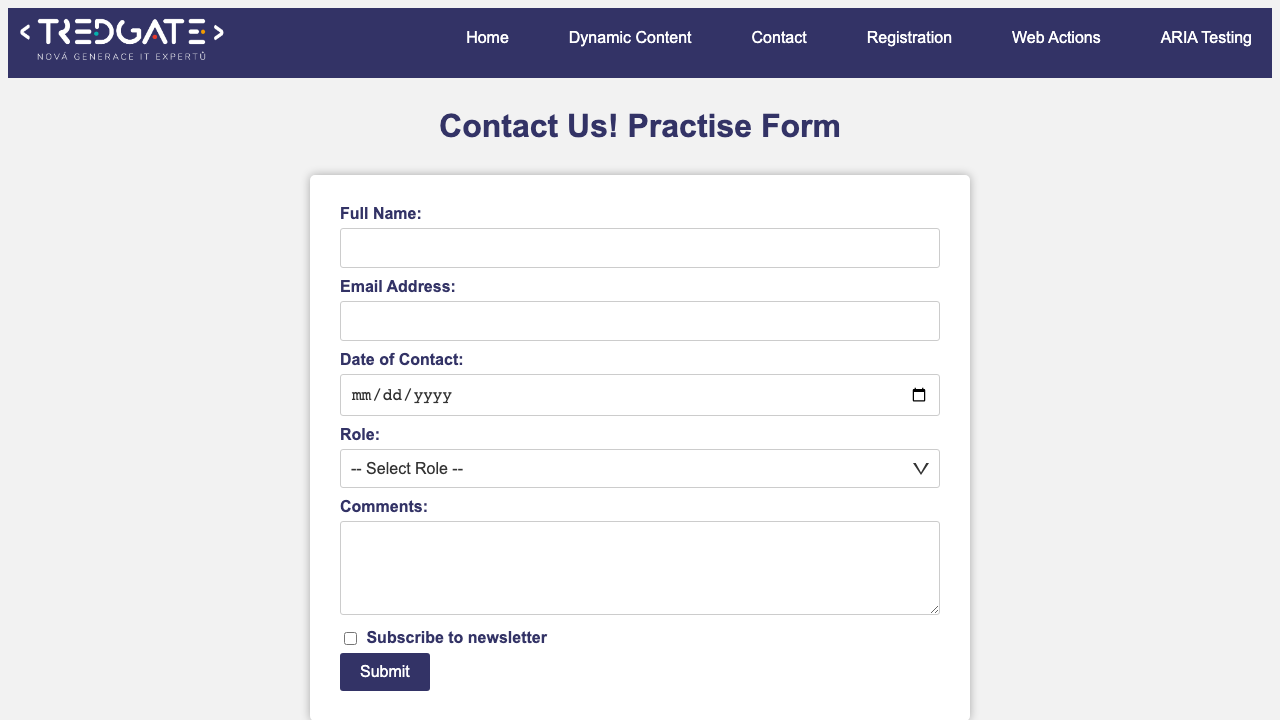 < TREDGATE >
NOVÁ GENERACE IT EXPERTŮ
Home
Dynamic Content
Contact
Registration
Web Actions
ARIA Testing
Contact Us! Practise Form
Full Name:
Email Address:
Date of Contact:
mm/dd/yyyy
Role:
-- Select Role --
Comments:
Subscribe to newsletter
Submit